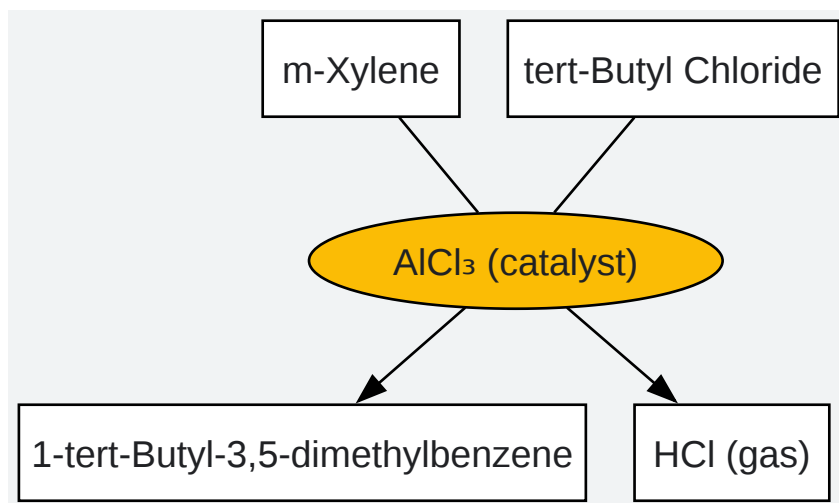 m-Xylene
tert-Butyl Chloride
AlCl₃ (catalyst)
1-tert-Butyl-3,5-dimethylbenzene
HCl (gas)